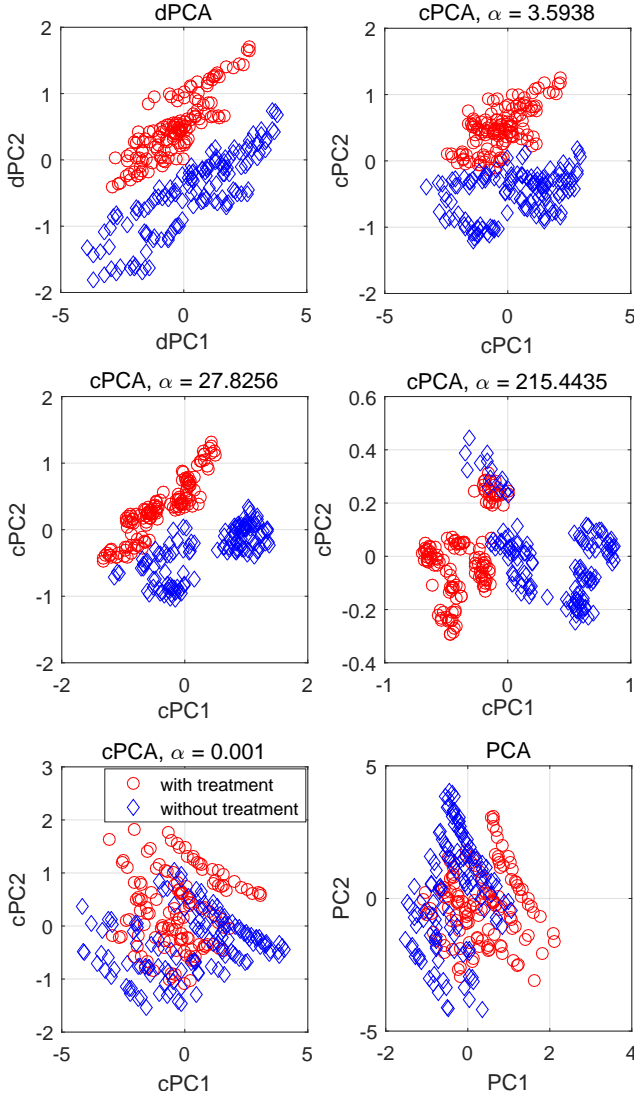 dPCA
2
1
0
-1
-2
-5
0
5
dPC2
dPC1
cPCA, α = 3.5938
2
1
0
-1
-2
-5
0
5
cPC2
cPC1
cPCA, α = 27.8256
2
1
0
-1
-2
-2
0
2
cPC2
cPC1
cPCA, α = 215.4435
0.6
0.4
0.2
0
-0.2
-0.4
-1
0
1
cPC2
cPC1
cPCA, α = 0.001
with treatment
without treatment
3
2
1
0
-1
-2
-5
0
5
cPC2
cPC1
PCA
5
0
-5
-2
0
2
4
PC2
PC1